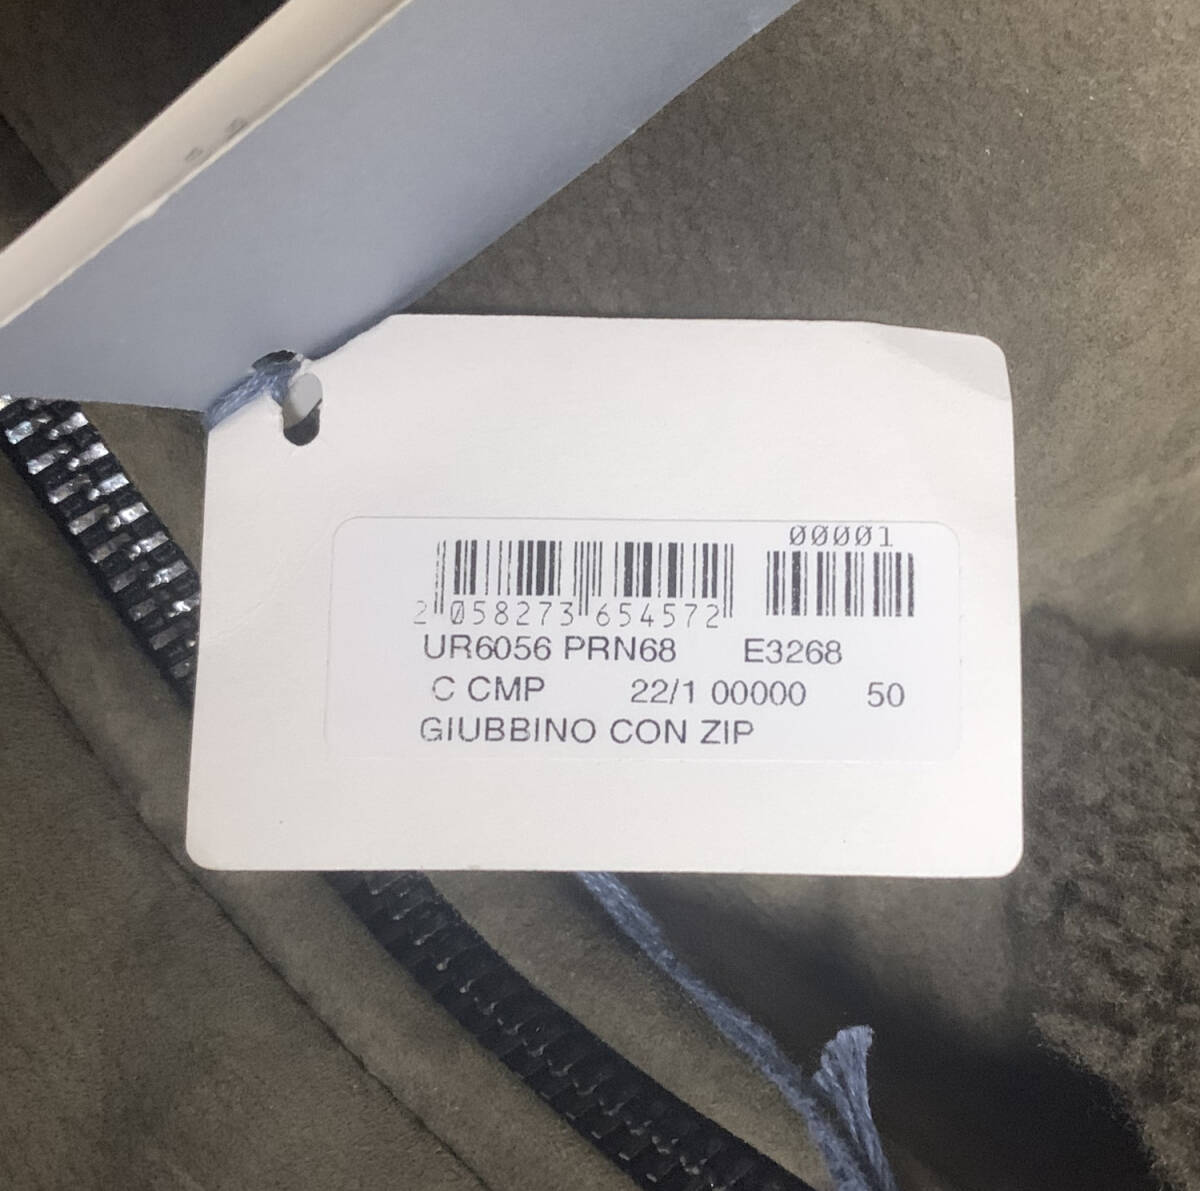 00001
2 058273 654572
UR6056 PRN68 E3268
C CMP 22/1 00000 50
GIUBBINO CON ZIP